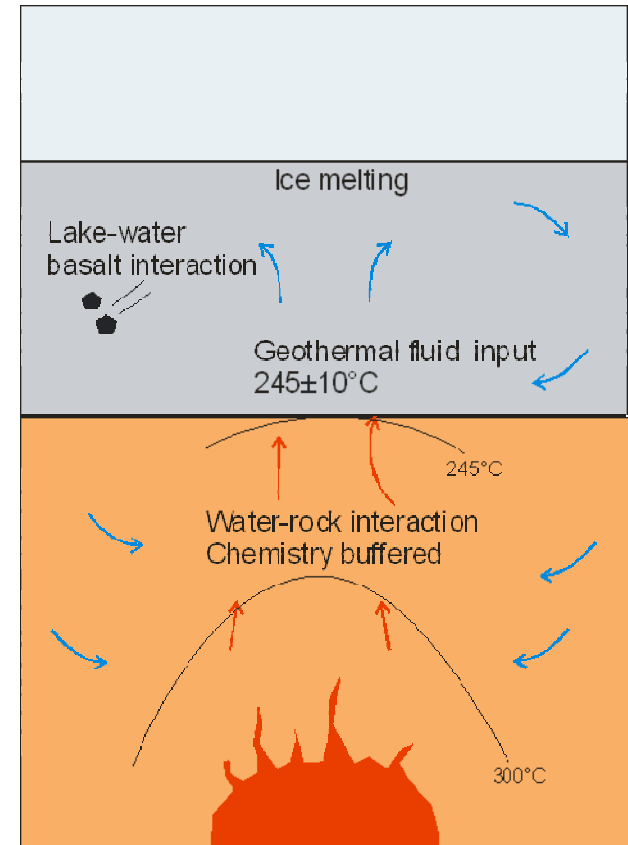 Ice melting
Lake-water
basalt interaction
Geothermal fluid input
245±10°C
245°C
Water-rock interaction
Chemistry buffered
300°C